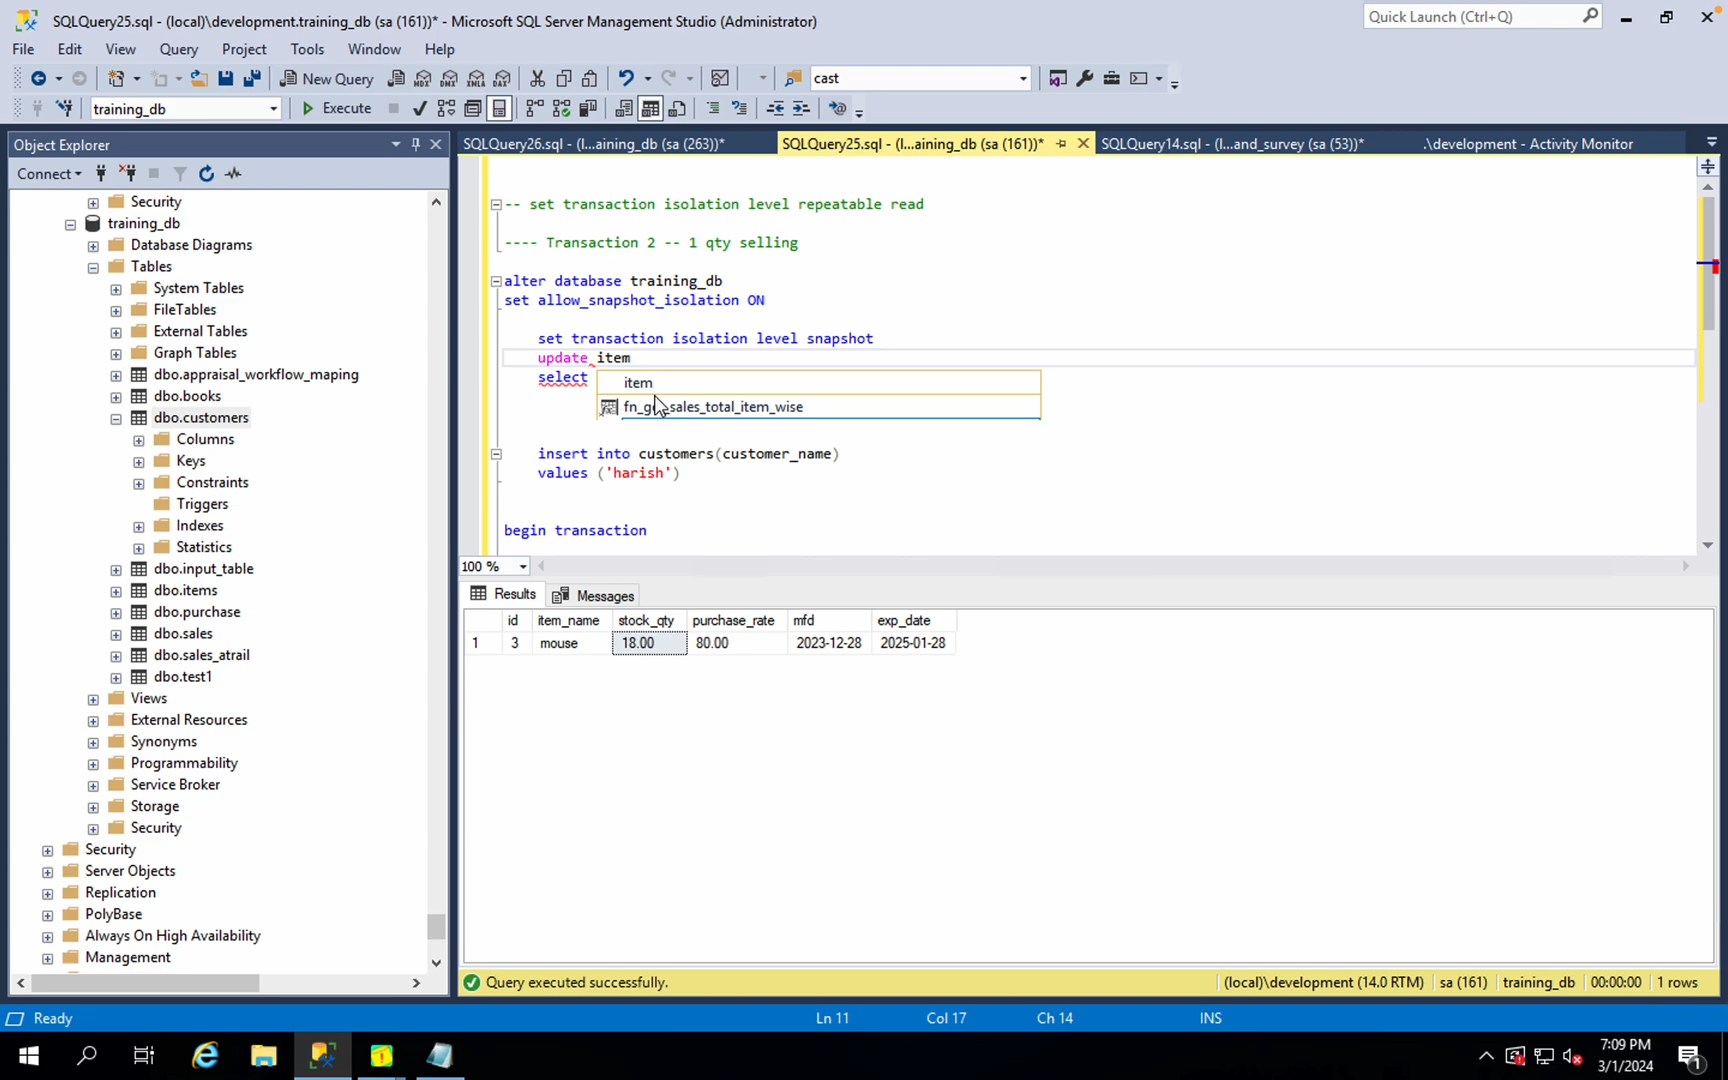 SQLQuery25.sql - (local)\development.training_db (sa (161))* - Microsoft SQL Server Management Studio (Administrator)
Quick Launch (Ctrl+Q)
File Edit View Query Project Tools Window Help
New Query
MDX DMX XMLA DAX
cast
training_db
Execute
Object Explorer
SQLQuery26.sql - (l...aining_db (sa (263))*
SQLQuery25.sql - (l...aining_db (sa (161))*
SQLQuery14.sql - (l...and_survey (sa (53))*
.\development - Activity Monitor
Connect
Security
training_db
Database Diagrams
Tables
System Tables
FileTables
External Tables
Graph Tables
dbo.appraisal_workflow_maping
dbo.books
dbo.customers
Columns
Keys
Constraints
Triggers
Indexes
Statistics
dbo.input_table
dbo.items
dbo.purchase
dbo.sales
dbo.sales_atrail
dbo.test1
Views
External Resources
Synonyms
Programmability
Service Broker
Storage
Security
Security
Server Objects
Replication
PolyBase
Always On High Availability
Management
-- set transaction isolation level repeatable read
---- Transaction 2 -- 1 qty selling
alter database training_db
set allow_snapshot_isolation ON
set transaction isolation level snapshot
update item
select
item
sales_total_item_wise
insert into customers(customer_name)
values ('harish')
begin transaction
100 %
Results Messages
id item_name stock_qty purchase_rate mfd exp_date
1 3 mouse 18.00 80.00 2023-12-28 2025-01-28
Query executed successfully.
(local)\development (14.0 RTM) sa (161) training_db 00:00:00 1 rows
Ready Ln 11 Col 17 Ch 14 INS
7:09 PM
3/1/2024
1